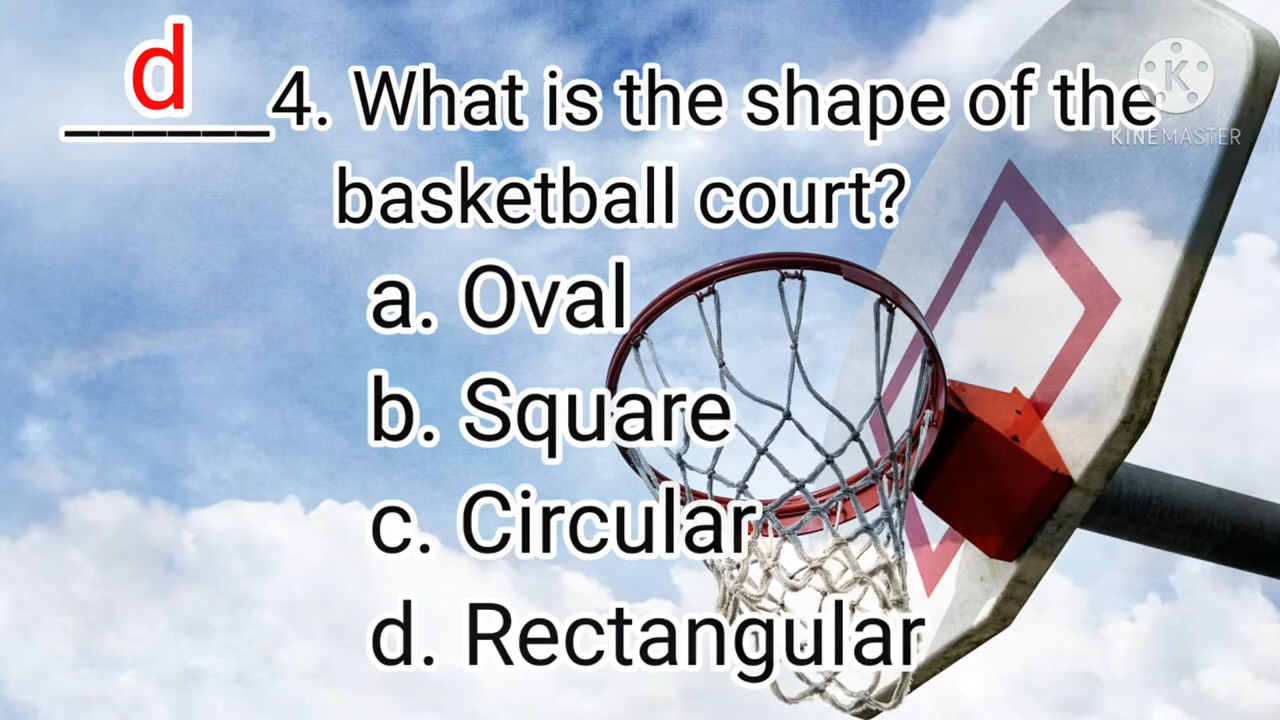 d
______4. What is the shape of the
basketball court?
a. Oval
b. Square
c. Circular
d. Rectangular
K
KINEMASTER